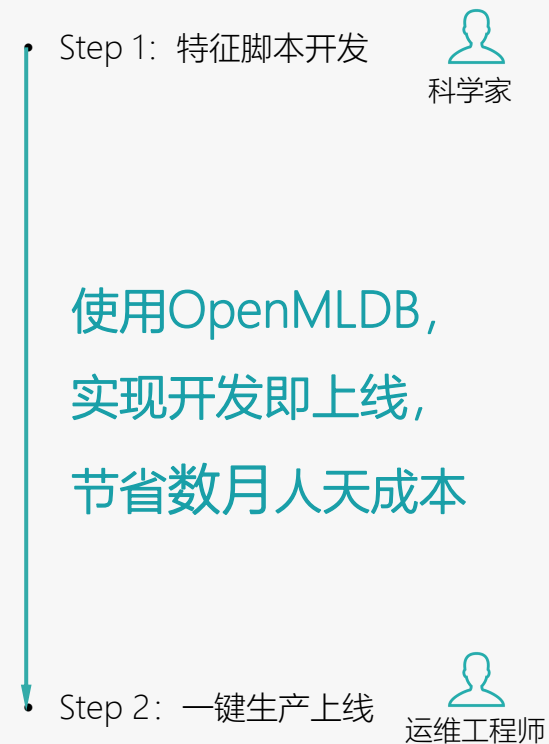 Step 1：特征脚本开发
科学家
使用OpenMLDB，
实现开发即上线，
节省数月人天成本
Step 2：一键生产上线
运维工程师